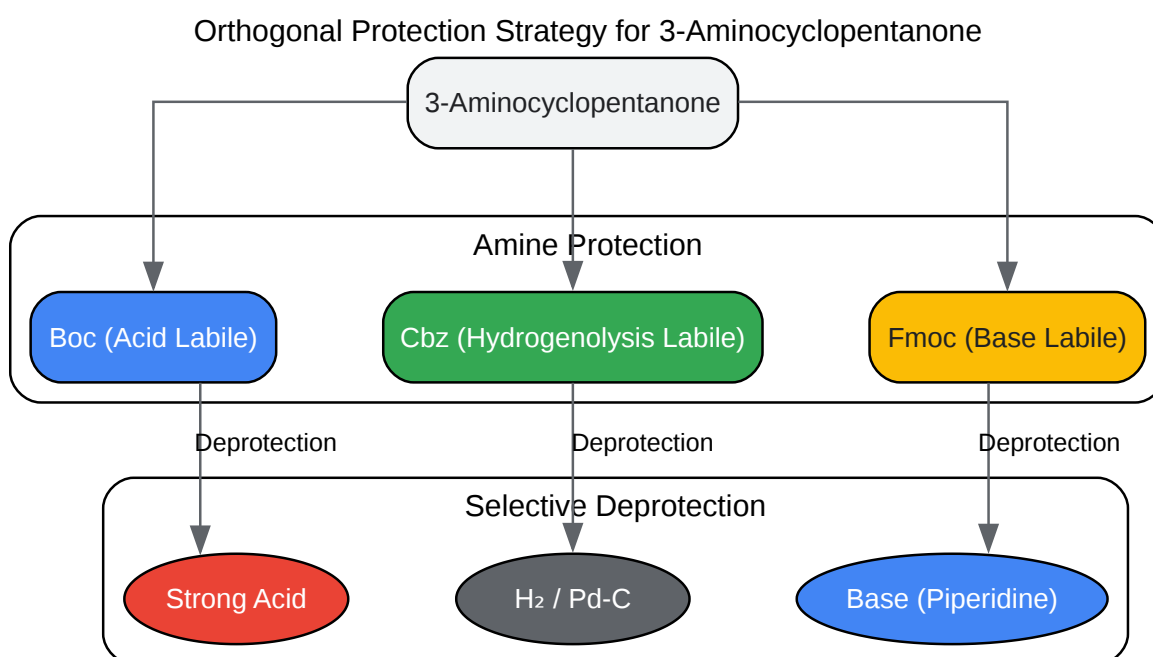 Orthogonal Protection Strategy for 3-Aminocyclopentanone
3-Aminocyclopentanone
Amine Protection
Boc (Acid Labile)
Cbz (Hydrogenolysis Labile)
Fmoc (Base Labile)
Deprotection
Deprotection
Deprotection
Selective Deprotection
Strong Acid
H₂ / Pd-C
Base (Piperidine)